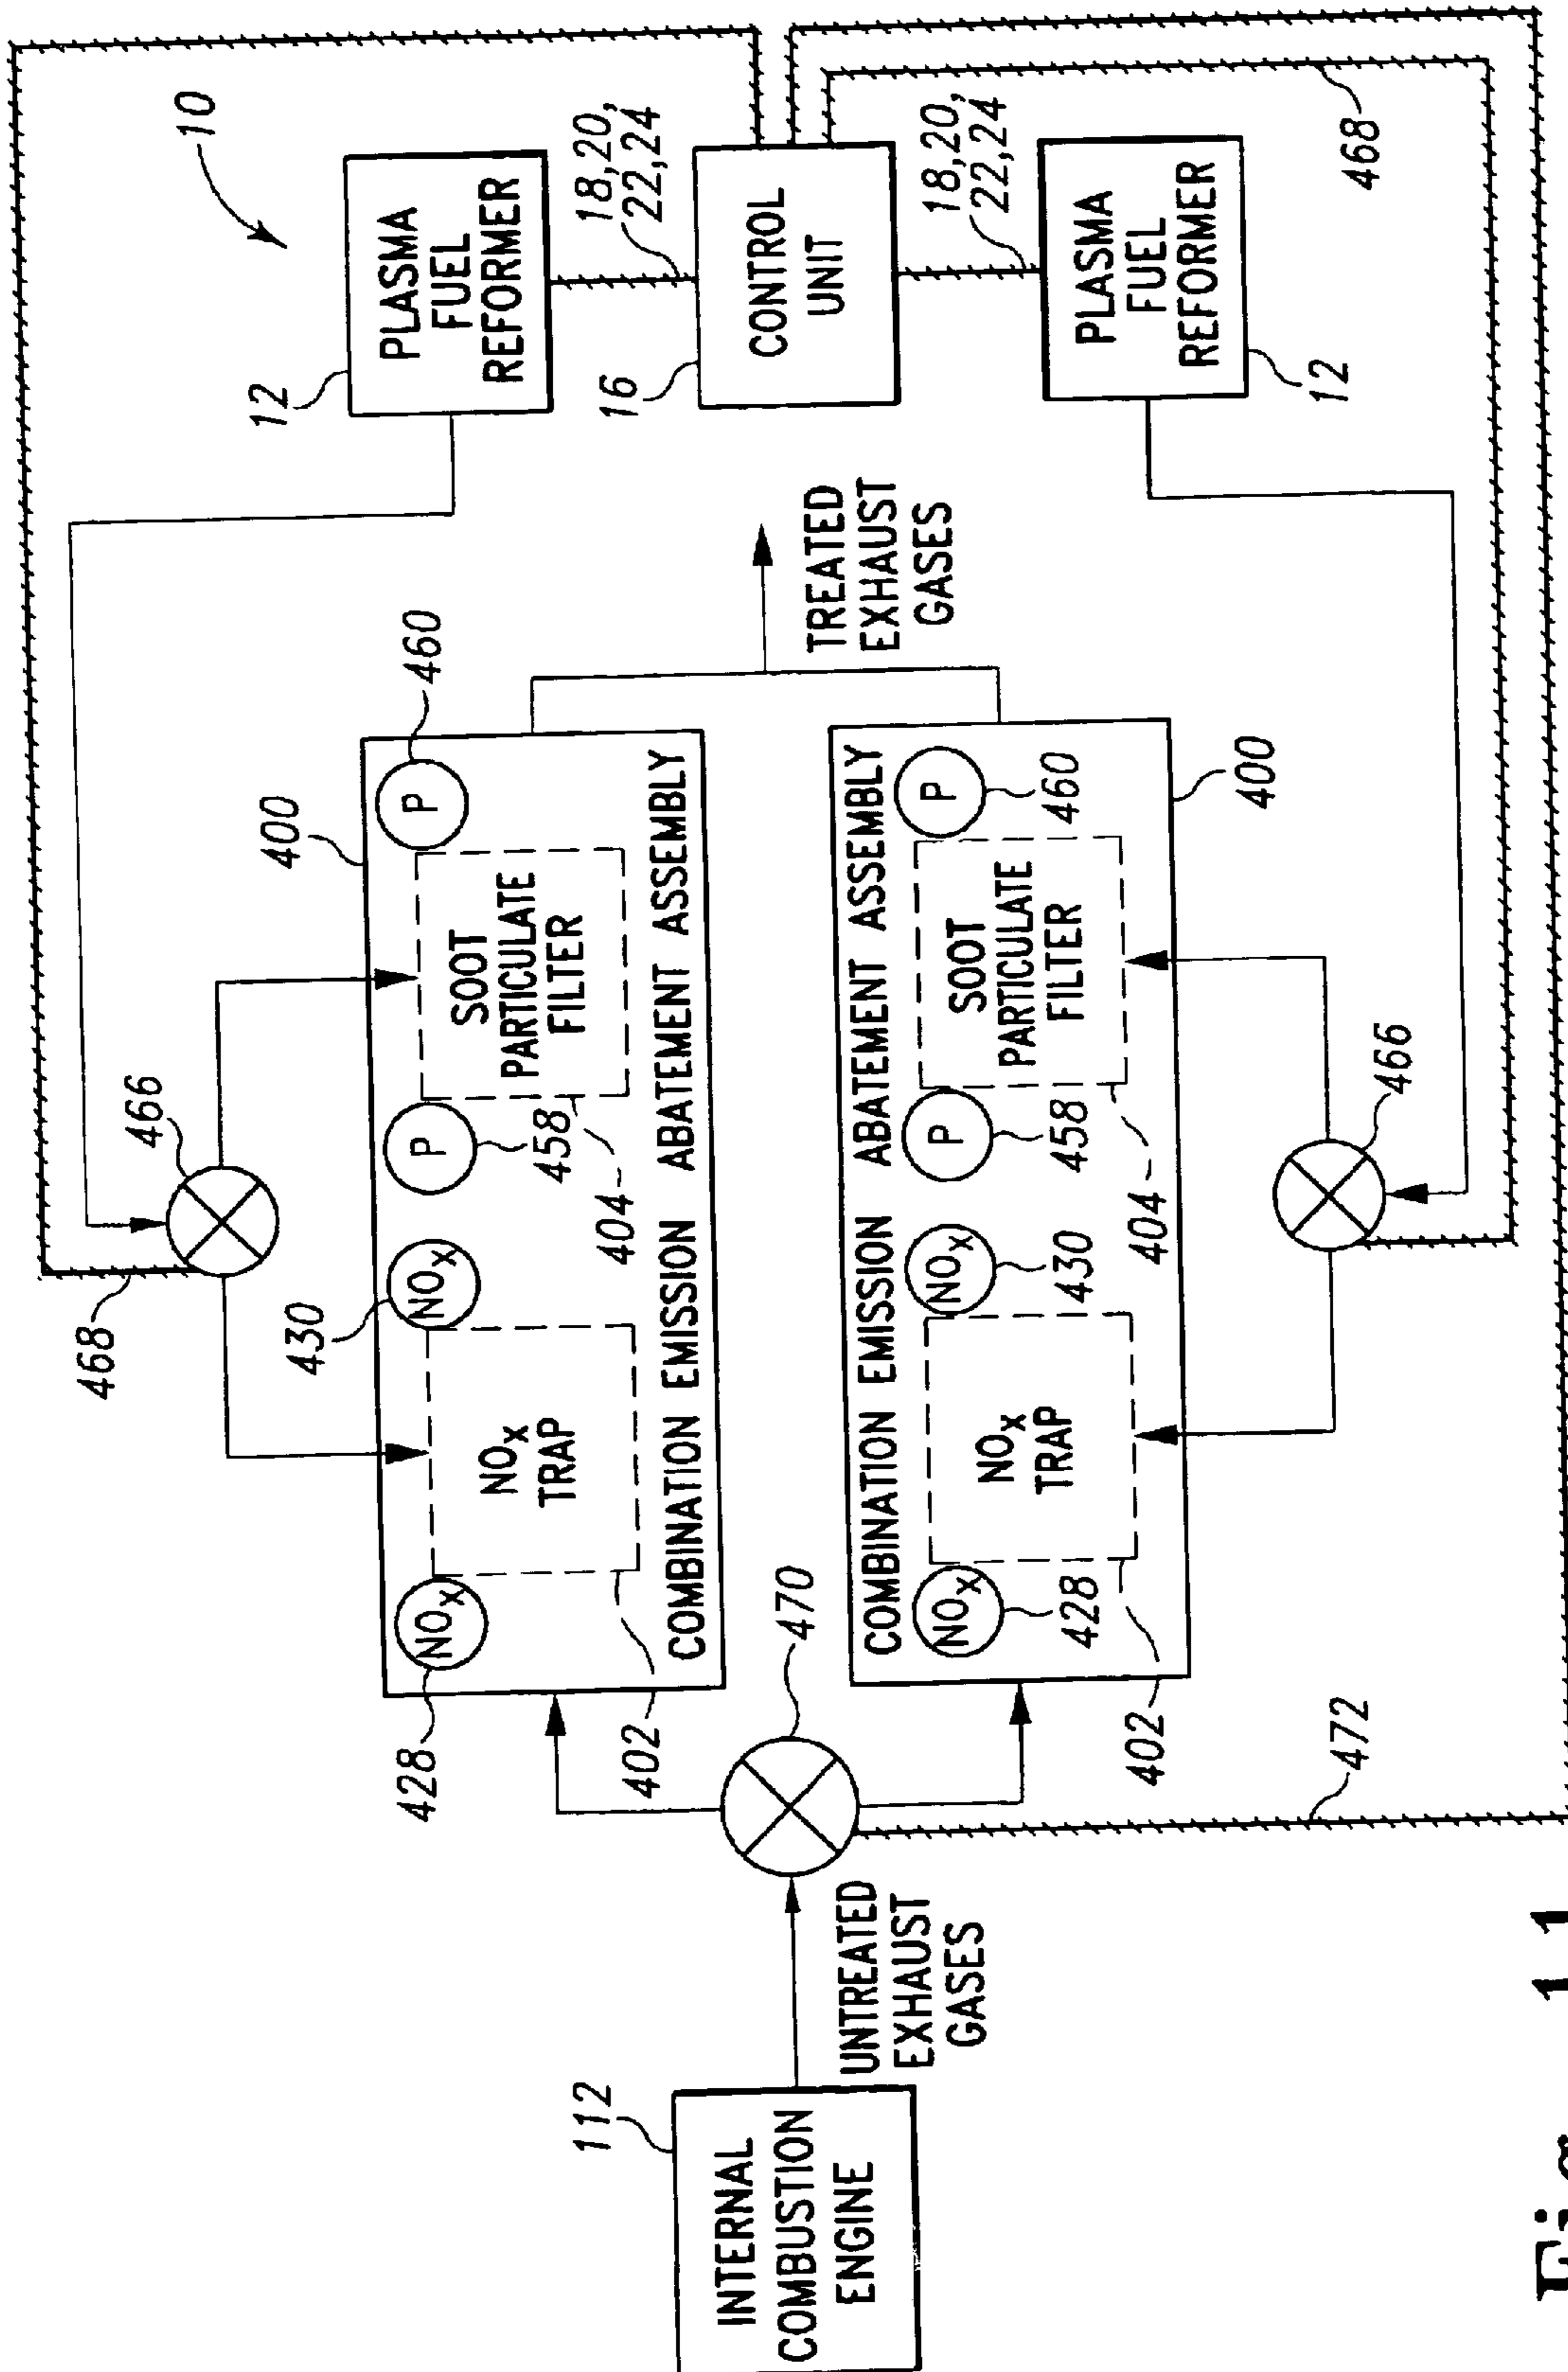 10
12
PLASMA
FUEL
REFORMER
18,20,
22,24
16
CONTROL
UNIT
18,20,
22,24
PLASMA
FUEL
REFORMER
12
468
466
468
400
428
NOX
NOX
TRAP
402
430
NOX
P
458
SOOT
PARTICULATE
FILTER
404
P
460
COMBINATION EMISSION ABATEMENT ASSEMBLY
TREATED
EXHAUST
GASES
112
INTERNAL
COMBUSTION
ENGINE
UNTREATED
EXHAUST
GASES
470
COMBINATION EMISSION ABATEMENT ASSEMBLY
NOX
428
NOX
TRAP
402
NOX
430
P
458
SOOT
PARTICULATE
FILTER
404
P
460
400
466
472
Fig. 11